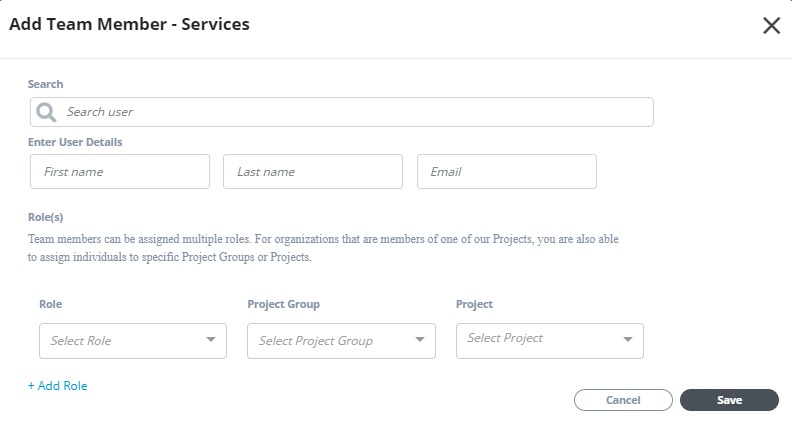 Add Team Member - Services
Search
Search user
Enter User Details
First name Last name Email
Role(s)
Team members can be assigned multiple roles. For organizations that are members of one of our Projects, you are also able
to assign individuals to specific Project Groups or Projects.
Role Project Group Project
Select Role Select Project Group Select Project
+ Add Role
Cancel Save